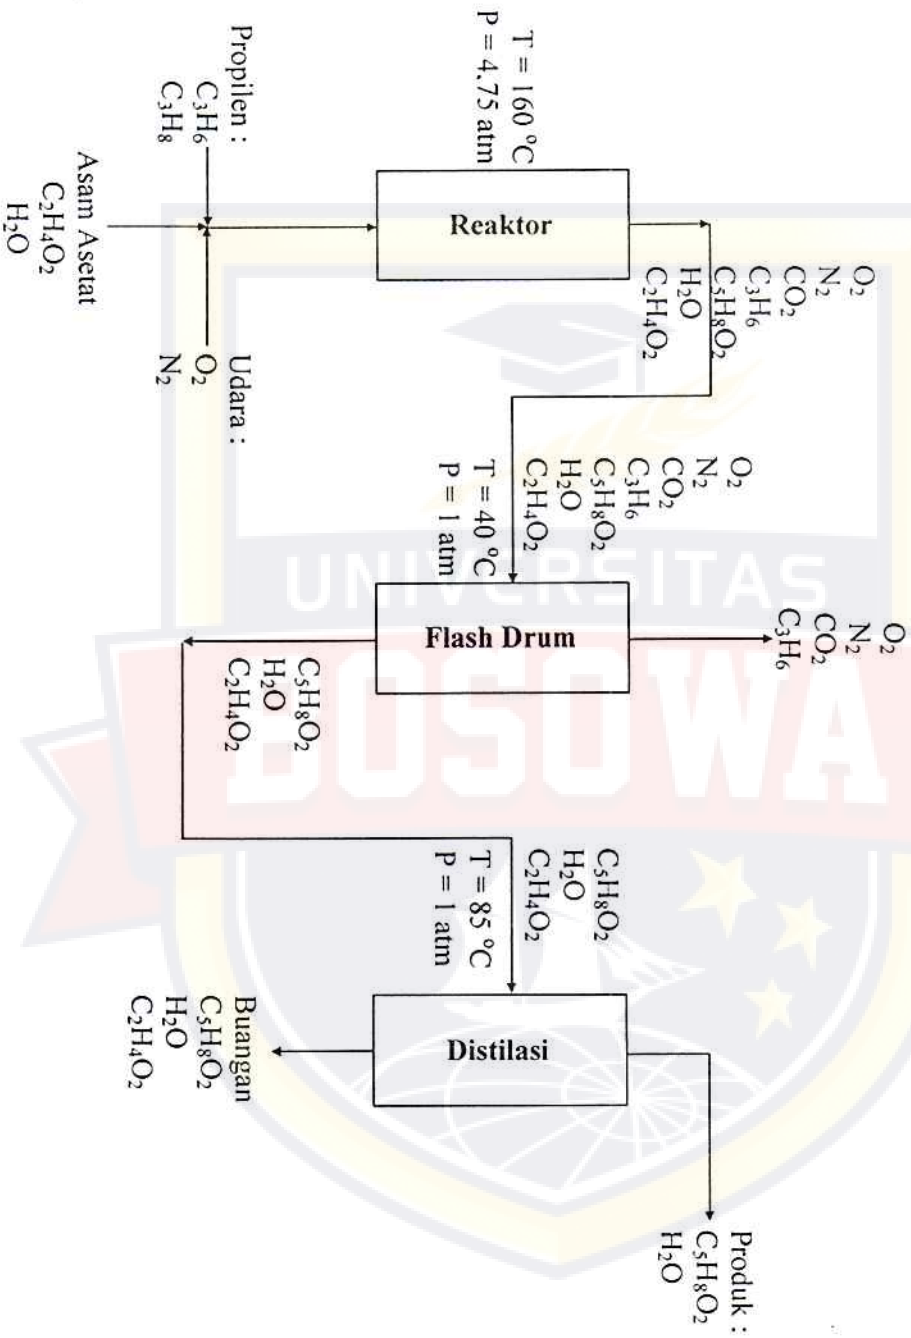 Propilen :
C₃H₆
C₃H₈
Asam Asetat
C₂H₄O₂
H₂O
Udara :
O₂
N₂
T = 160 °C
P = 4.75 atm
Reaktor
O₂
N₂
CO₂
C₃H₆
C₅H₈O₂
H₂O
C₂H₄O₂
O₂
N₂
CO₂
C₃H₆
C₅H₈O₂
H₂O
C₂H₄O₂
T = 40 °C
P = 1 atm
Flash Drum
O₂
N₂
CO₂
C₃H₆
C₅H₈O₂
H₂O
C₂H₄O₂
C₅H₈O₂
H₂O
C₂H₄O₂
T = 85 °C
P = 1 atm
Distilasi
Produk :
C₅H₈O₂
H₂O
Buangan
C₅H₈O₂
H₂O
C₂H₄O₂
UNIVERSITAS
BOSOWA